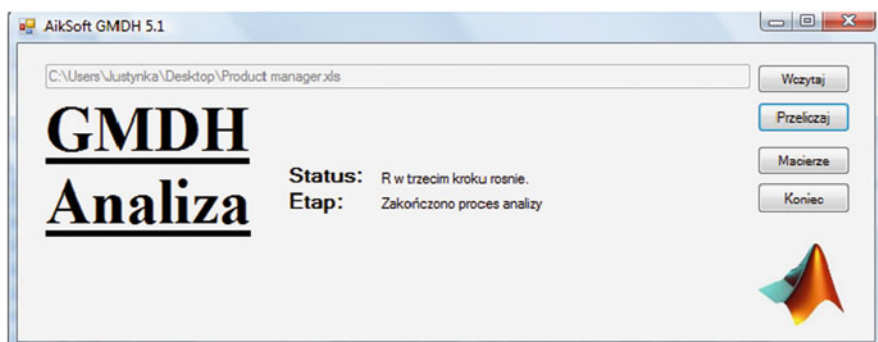 AikSoft GMDH 5.1
C:\Users\Justynka\Desktop\Product manager.xls
Wczytaj
GMDH
Analiza
Przeliczaj
Macierze
Status: R w trzecim kroku rosnie.
Etap: Zakończono proces analizy
Koniec